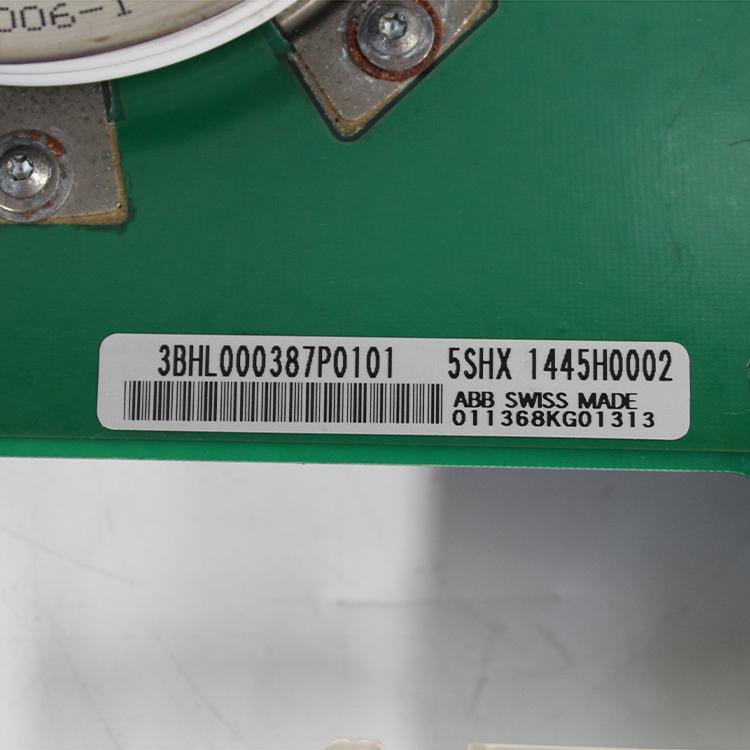 006-1
3BHL000387P0101 5SHX 1445H0002
ABB SWISS MADE
011368KG01313